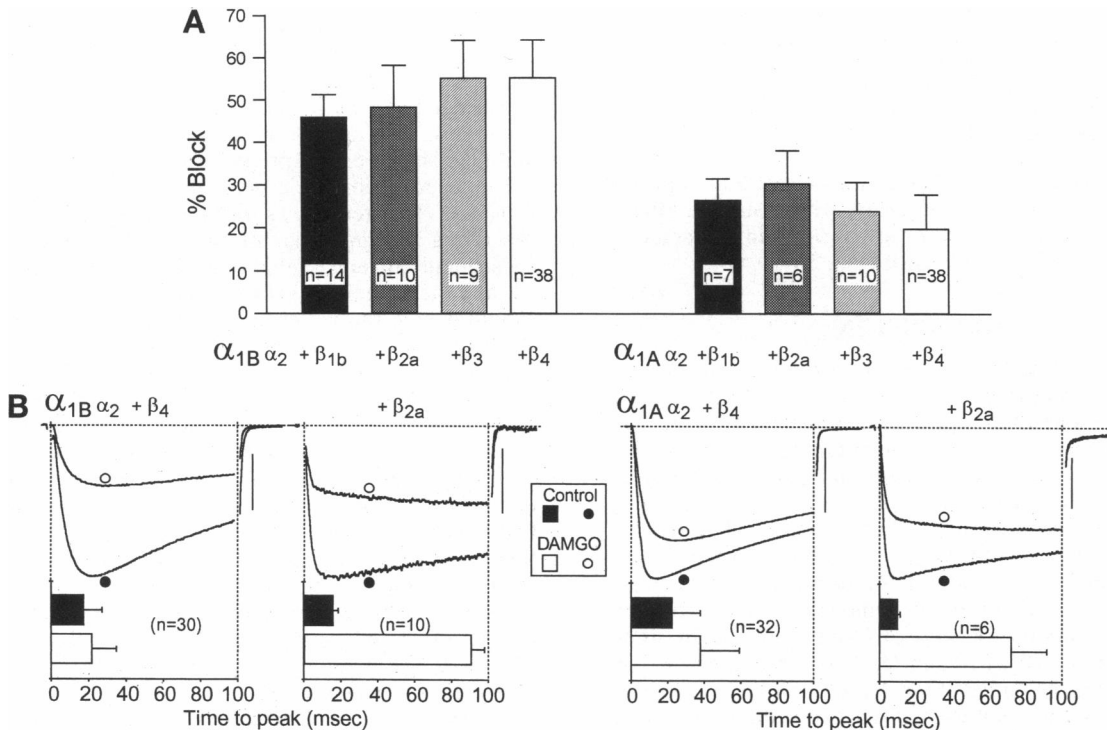 A
70
60
50
40
30
20
10
0
% Block
n=14 n=10 n=9 n=38 n=7 n=6 n=10 n=38
α1B α2 + β1b +β2a +β3 +β4 α1A α2 +β1b +β2a +β3 +β4
B α1B α2 + β4 + β2a α1A α2 + β4 + β2a
Control
DAMGO
(n=30) (n=10) (n=32) (n=6)
0 20 40 60 80 100 0 20 40 60 80 100 0 20 40 60 80 100 0 20 40 60 80 100
Time to peak (msec) Time to peak (msec)